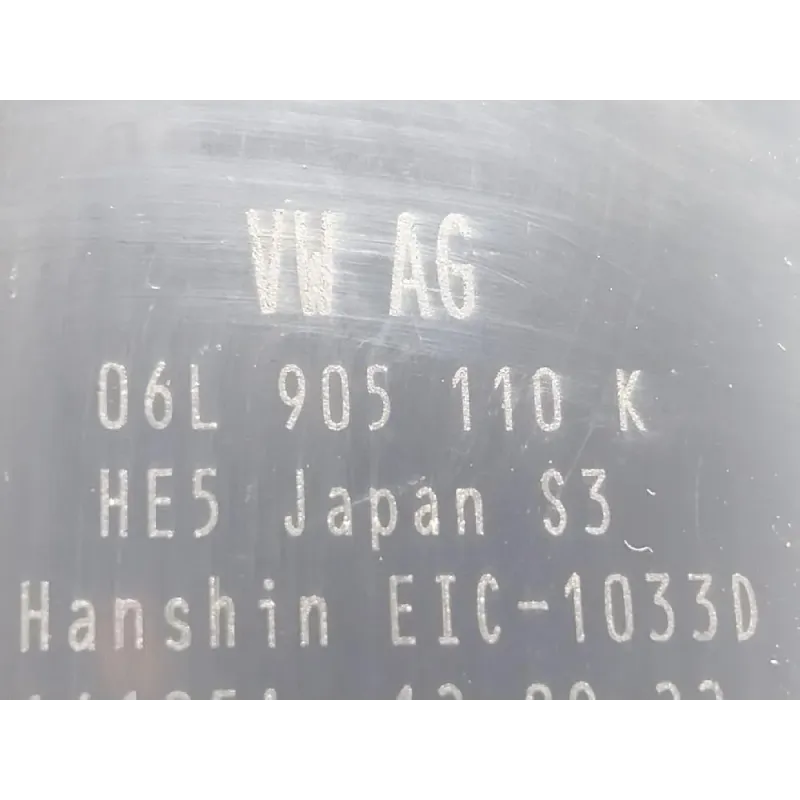 VW AG
06L 905 110 K
HE5 Japan S3
Hanshin EIC-1033D